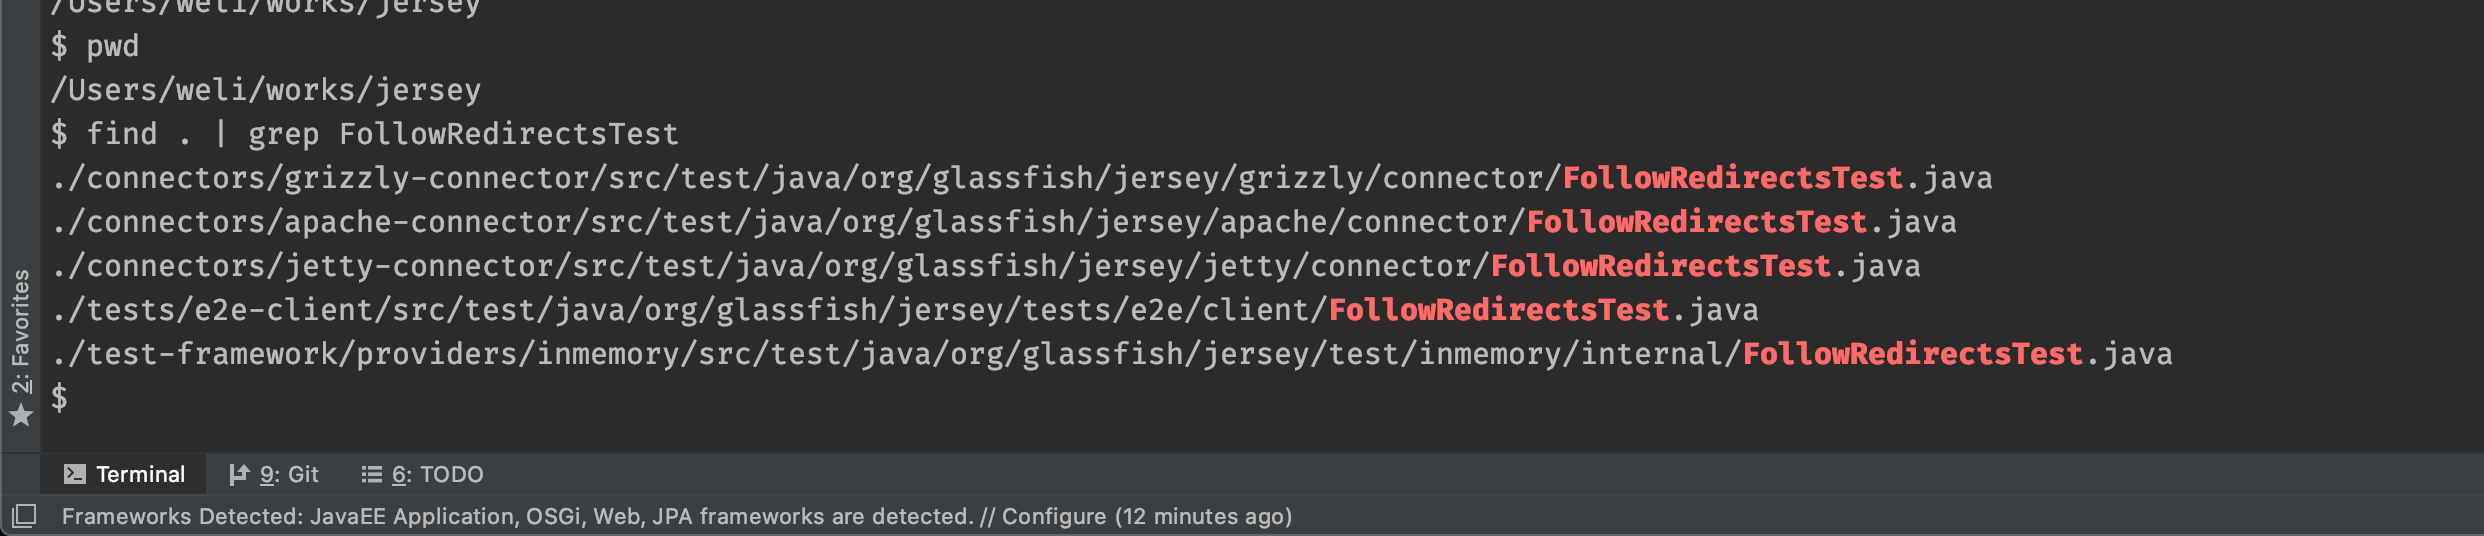 /Users/weli/works/jersey
$ pwd
/Users/weli/works/jersey
$ find . | grep FollowRedirectsTest
./connectors/grizzly-connector/src/test/java/org/glassfish/jersey/grizzly/connector/FollowRedirectsTest.java
./connectors/apache-connector/src/test/java/org/glassfish/jersey/apache/connector/FollowRedirectsTest.java
./connectors/jetty-connector/src/test/java/org/glassfish/jersey/jetty/connector/FollowRedirectsTest.java
./tests/e2e-client/src/test/java/org/glassfish/jersey/tests/e2e/client/FollowRedirectsTest.java
./test-framework/providers/inmemory/src/test/java/org/glassfish/jersey/test/inmemory/internal/FollowRedirectsTest.java
$
2: Favorites
Terminal 9: Git 6: TODO
Frameworks Detected: JavaEE Application, OSGi, Web, JPA frameworks are detected. // Configure (12 minutes ago)